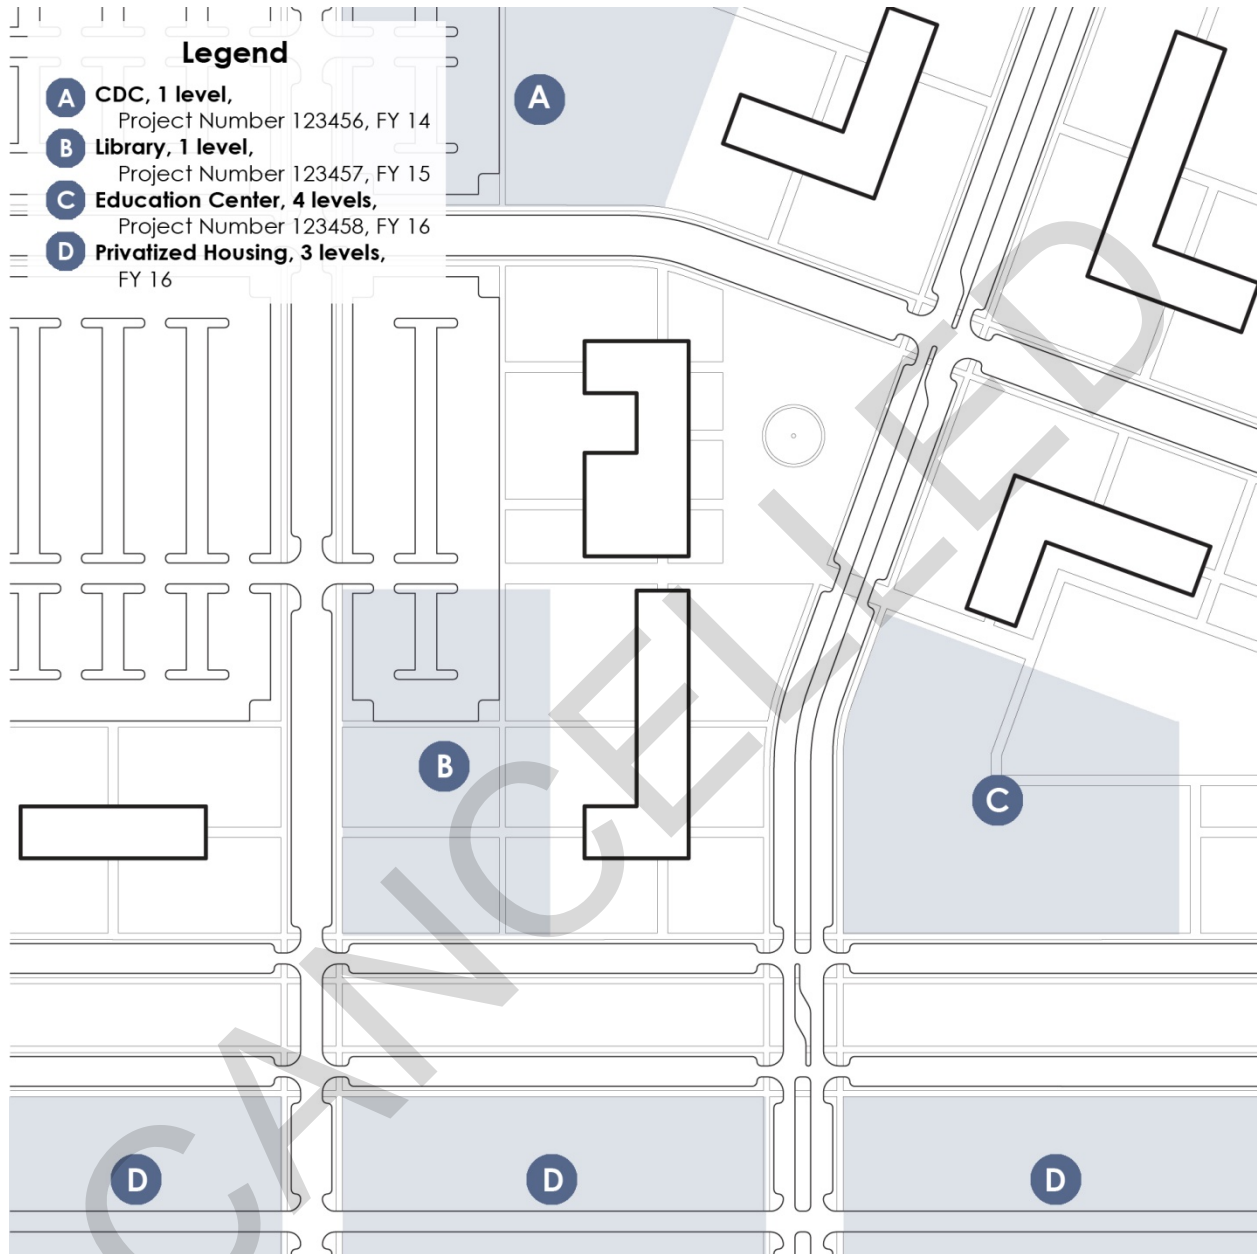 Legend
A CDC, 1 level,
Project Number 123456, FY 14
B Library, 1 level,
Project Number 123457, FY 15
C Education Center, 4 levels,
Project Number 123458, FY 16
D Privatized Housing, 3 levels,
FY 16
A
B
C
D
D
D
CANCELLED